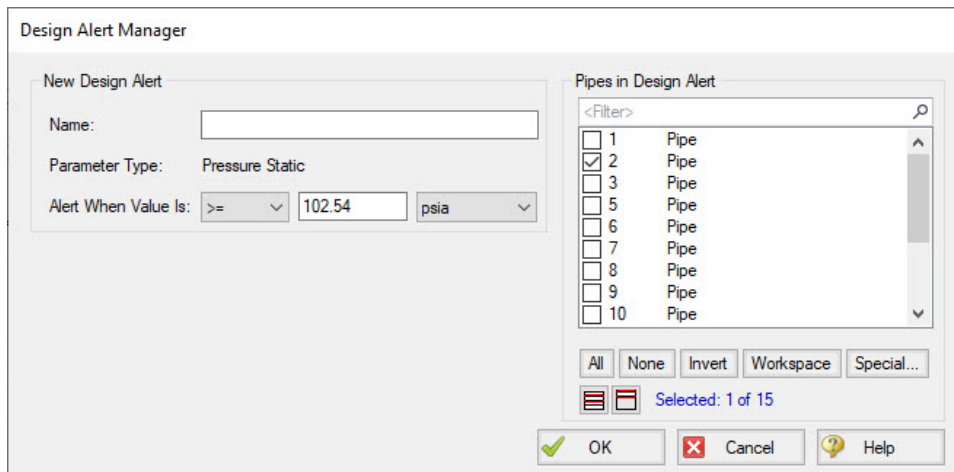 Design Alert Manager
New Design Alert
Name:
Parameter Type: Pressure Static
Alert When Value Is: >= 102.54 psia
Pipes in Design Alert
<Filter>
1 Pipe
2 Pipe
3 Pipe
5 Pipe
6 Pipe
7 Pipe
8 Pipe
9 Pipe
10 Pipe
All None Invert Workspace Special...
Selected: 1 of 15
OK Cancel Help